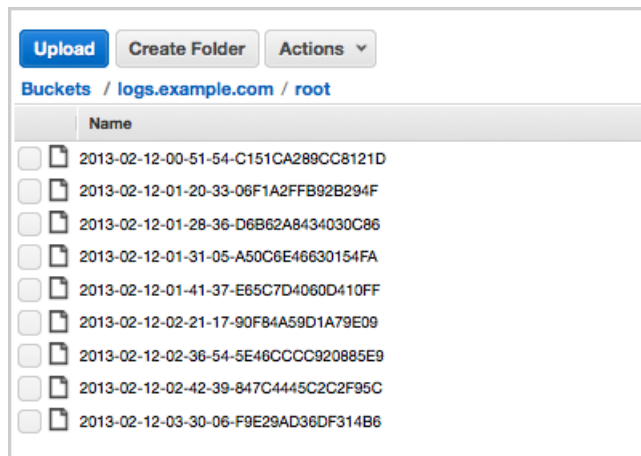 Upload Create Folder Actions
Buckets / logs.example.com / root
Name
2013-02-12-00-51-54-C151CA289CC8121D
2013-02-12-01-20-33-06F1A2FFB92B294F
2013-02-12-01-28-36-D6B62A8434030C86
2013-02-12-01-31-05-A50C6E46630154FA
2013-02-12-01-41-37-E65C7D4060D410FF
2013-02-12-02-21-17-90F84A59D1A79E09
2013-02-12-02-36-54-5E46CCCC920885E9
2013-02-12-02-42-39-847C4445C2C2F95C
2013-02-12-03-30-06-F9E29AD36DF314B6